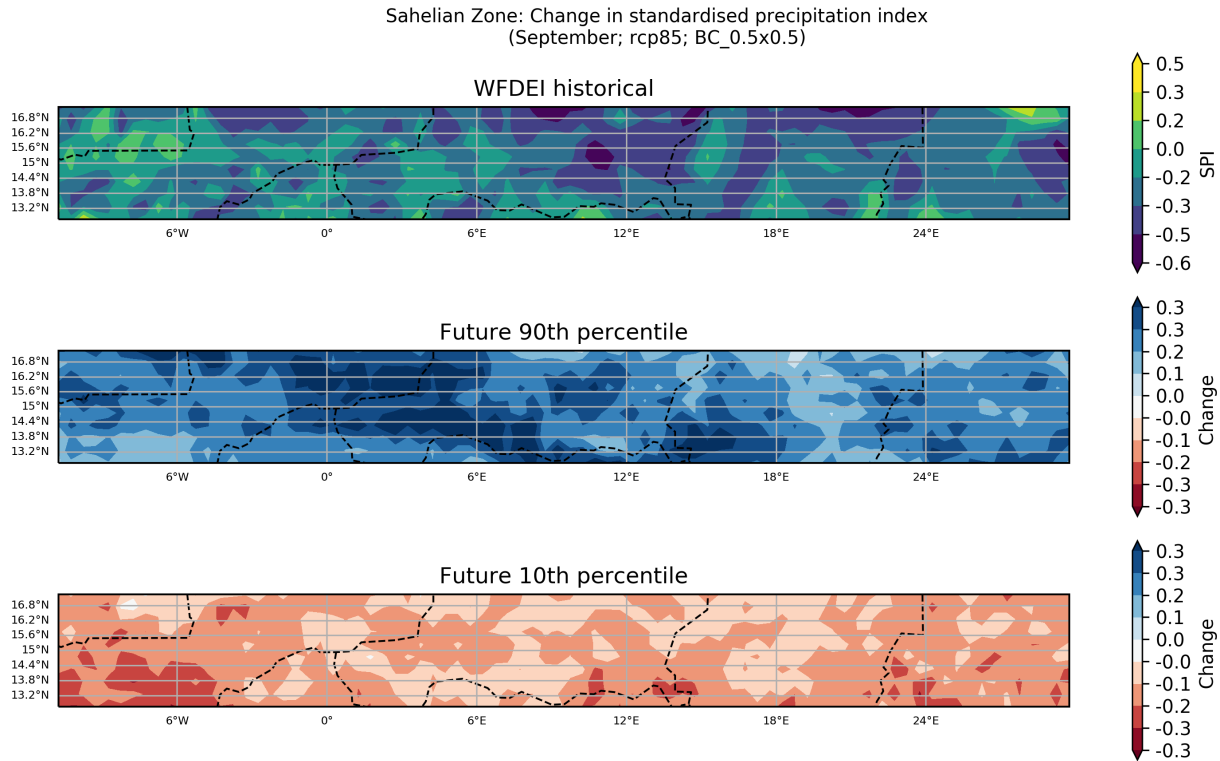 Sahelian Zone: Change in standardised precipitation index
(September; rcp85; BC_0.5x0.5)
WFDEI historical
16.8°N
16.2°N
15.6°N
15°N
14.4°N
13.8°N
13.2°N
6°W 0° 6°E 12°E 18°E 24°E
0.5
0.3
0.2
0.0
-0.2
-0.3
-0.5
-0.6
SPI
Future 90th percentile
16.8°N
16.2°N
15.6°N
15°N
14.4°N
13.8°N
13.2°N
6°W 0° 6°E 12°E 18°E 24°E
0.3
0.3
0.2
0.1
0.0
-0.0
-0.1
-0.2
-0.3
-0.3
Change
Future 10th percentile
16.8°N
16.2°N
15.6°N
15°N
14.4°N
13.8°N
13.2°N
6°W 0° 6°E 12°E 18°E 24°E
0.3
0.3
0.2
0.1
0.0
-0.0
-0.1
-0.2
-0.3
-0.3
Change